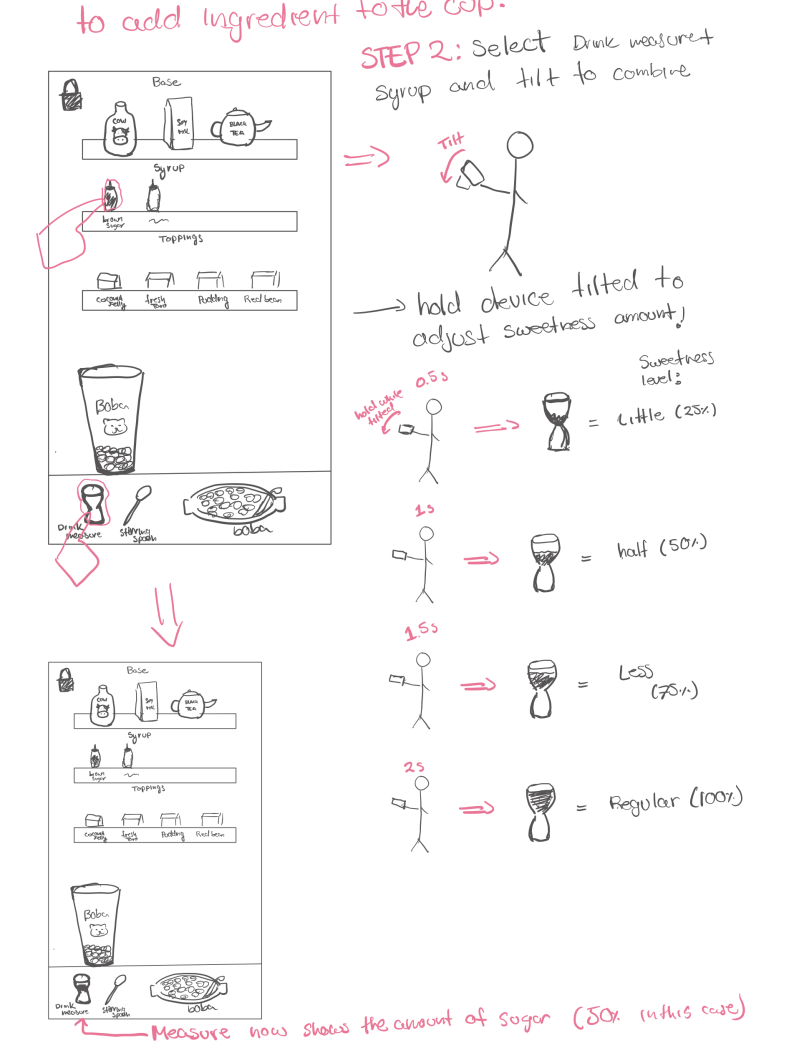 to add ingredient to the cup.
STEP 2: Select Drink measure +
Syrup and tilt to combine
Base
COW
SOY
MILK
BLACK
TEA
Syrup
brown
sugar
TOPPINGS
coconut
jelly
fresh
Pudding
Red bean
Boba
Drink
measure
Stirring
Spoon
boba
Tilt
hold device tilted to
adjust sweetness amount!
Sweetness
level:
0.5s
hold while
tilted
= Little (25%)
1s
= half (50%)
1.5s
= Less
(75%)
2s
= Regular (100%)
Base
COW
SOY
MILK
BLACK
TEA
Syrup
brown
sugar
TOPPINGS
coconut
jelly
fresh
Pudding
Red bean
Boba
Drink
measure
Stirring
Spoon
boba
Measure now shows the amount of sugar (50% in this case)